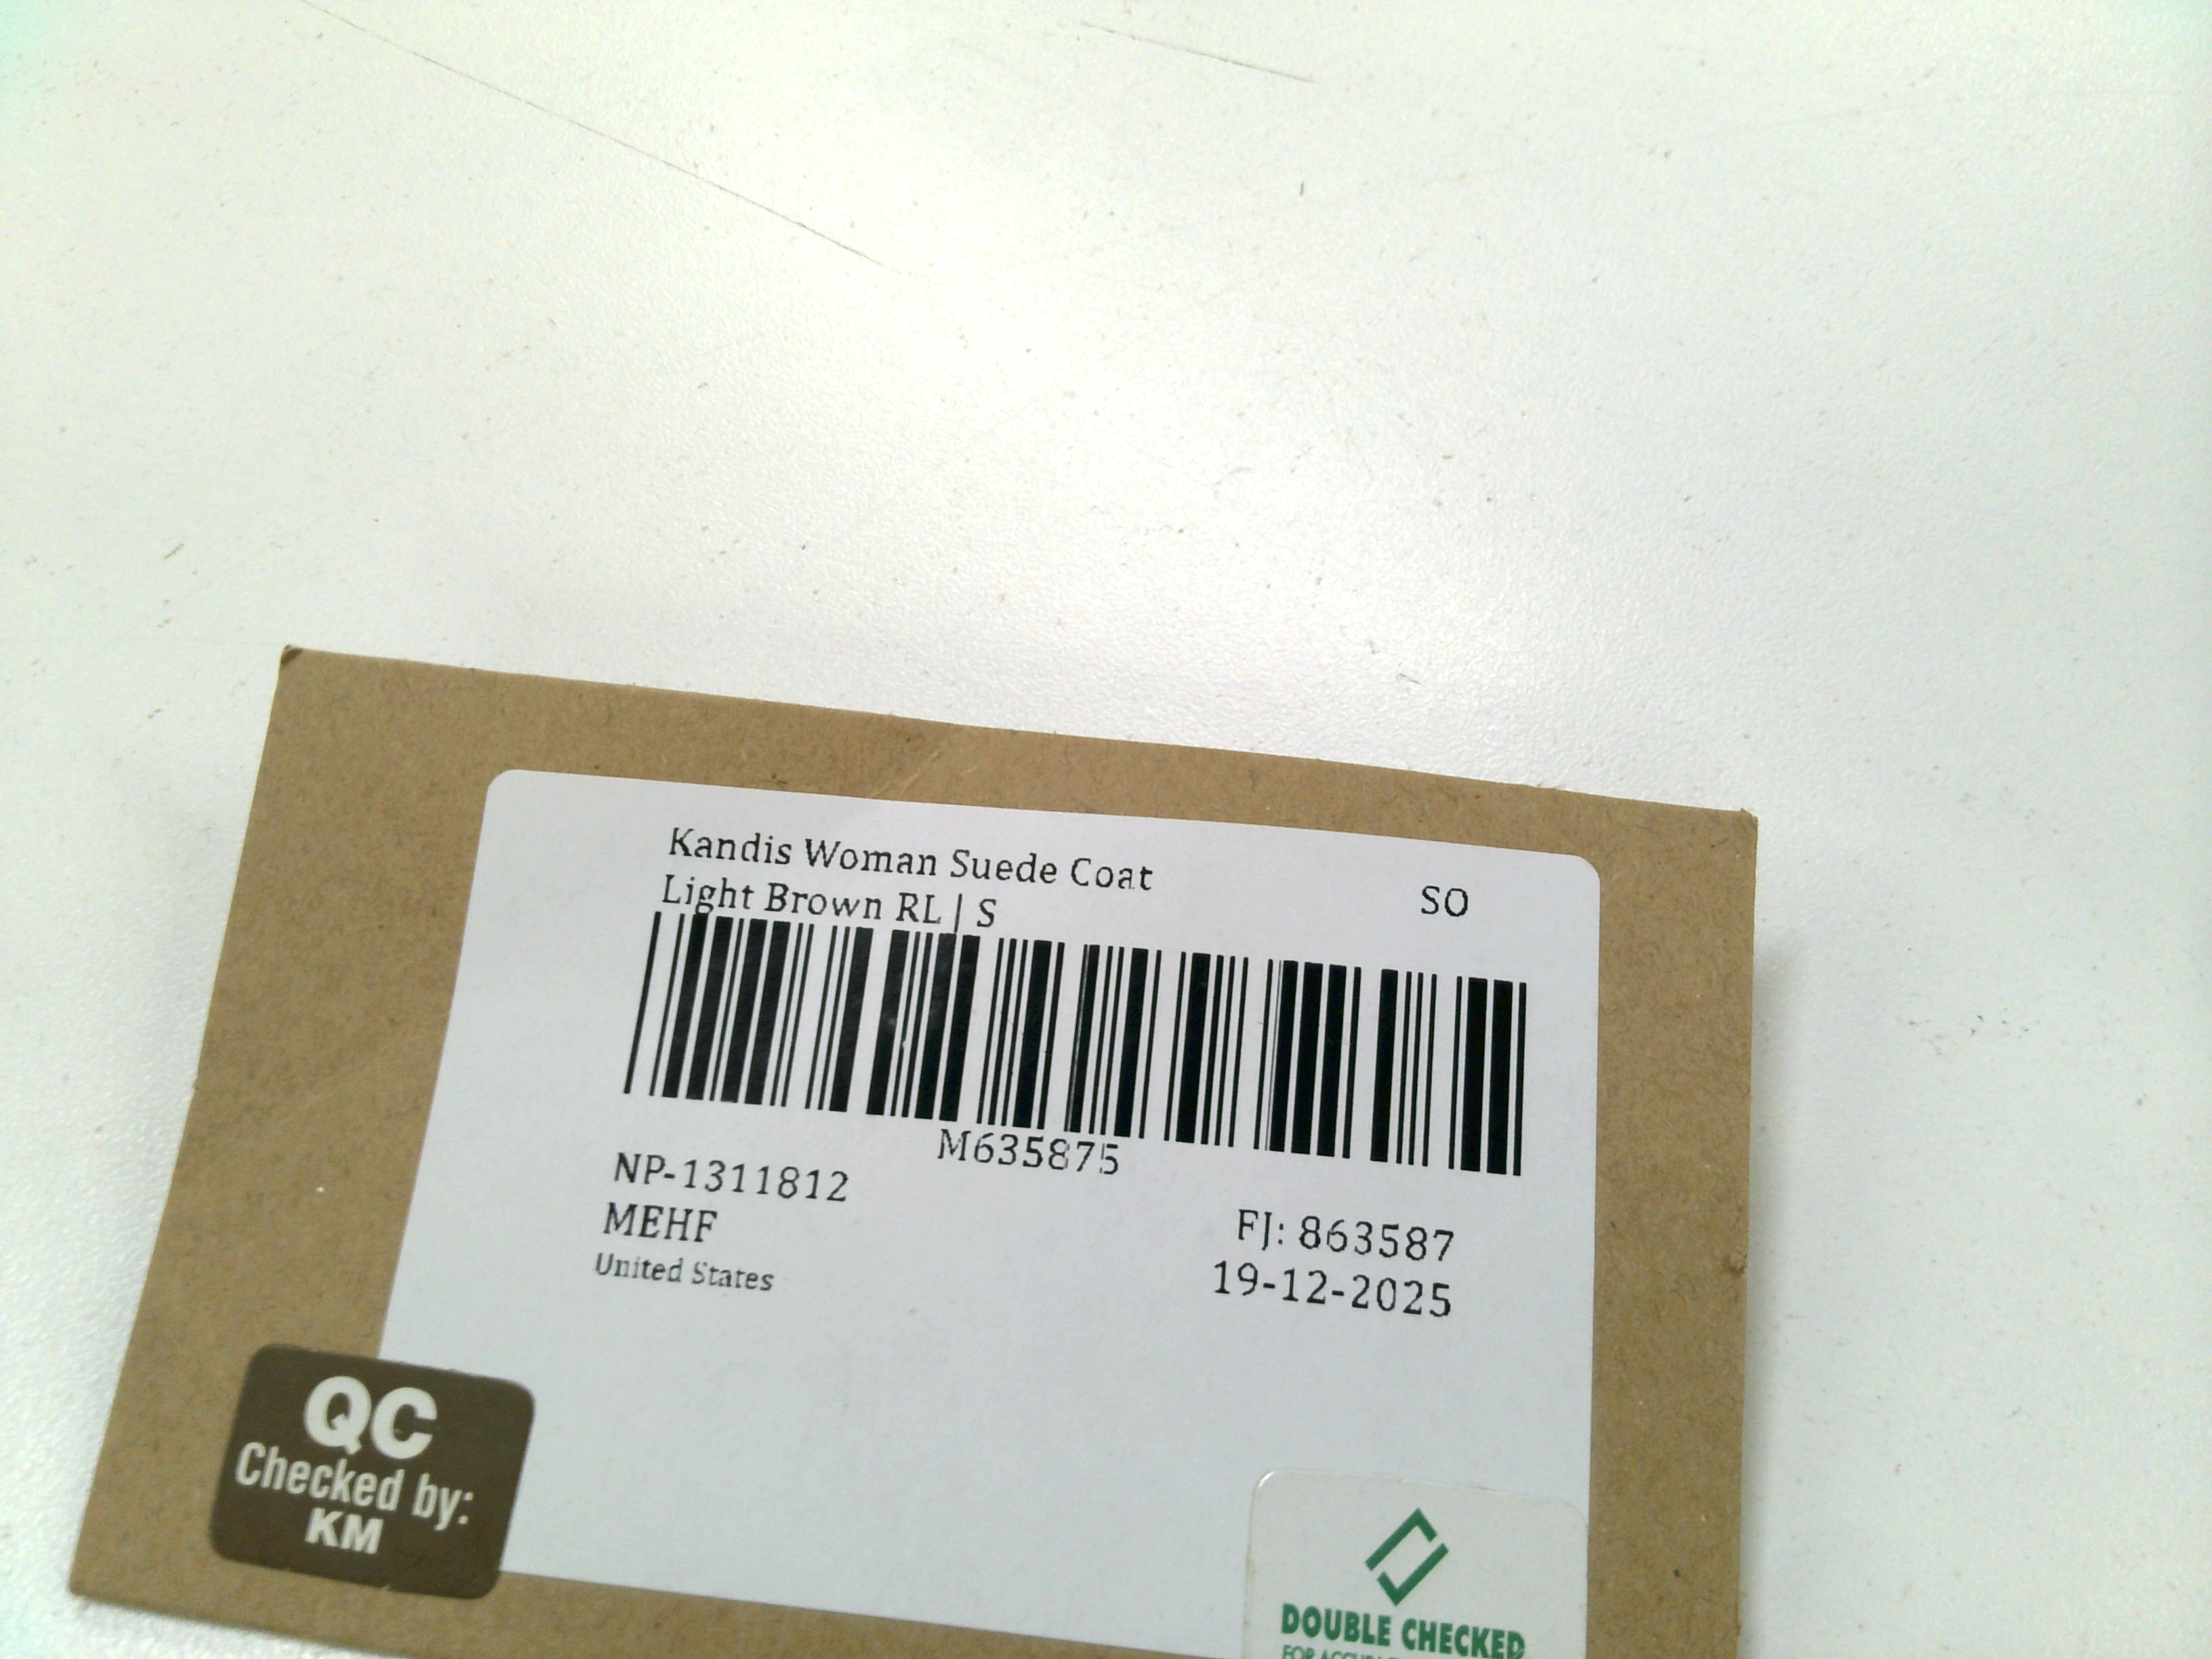 Kandis Woman Suede Coat
Light Brown RL | S
SO
M635875
NP-1311812
MEHF
United States
FJ: 863587
19-12-2025
QC
Checked by:
KM
DOUBLE CHECKED